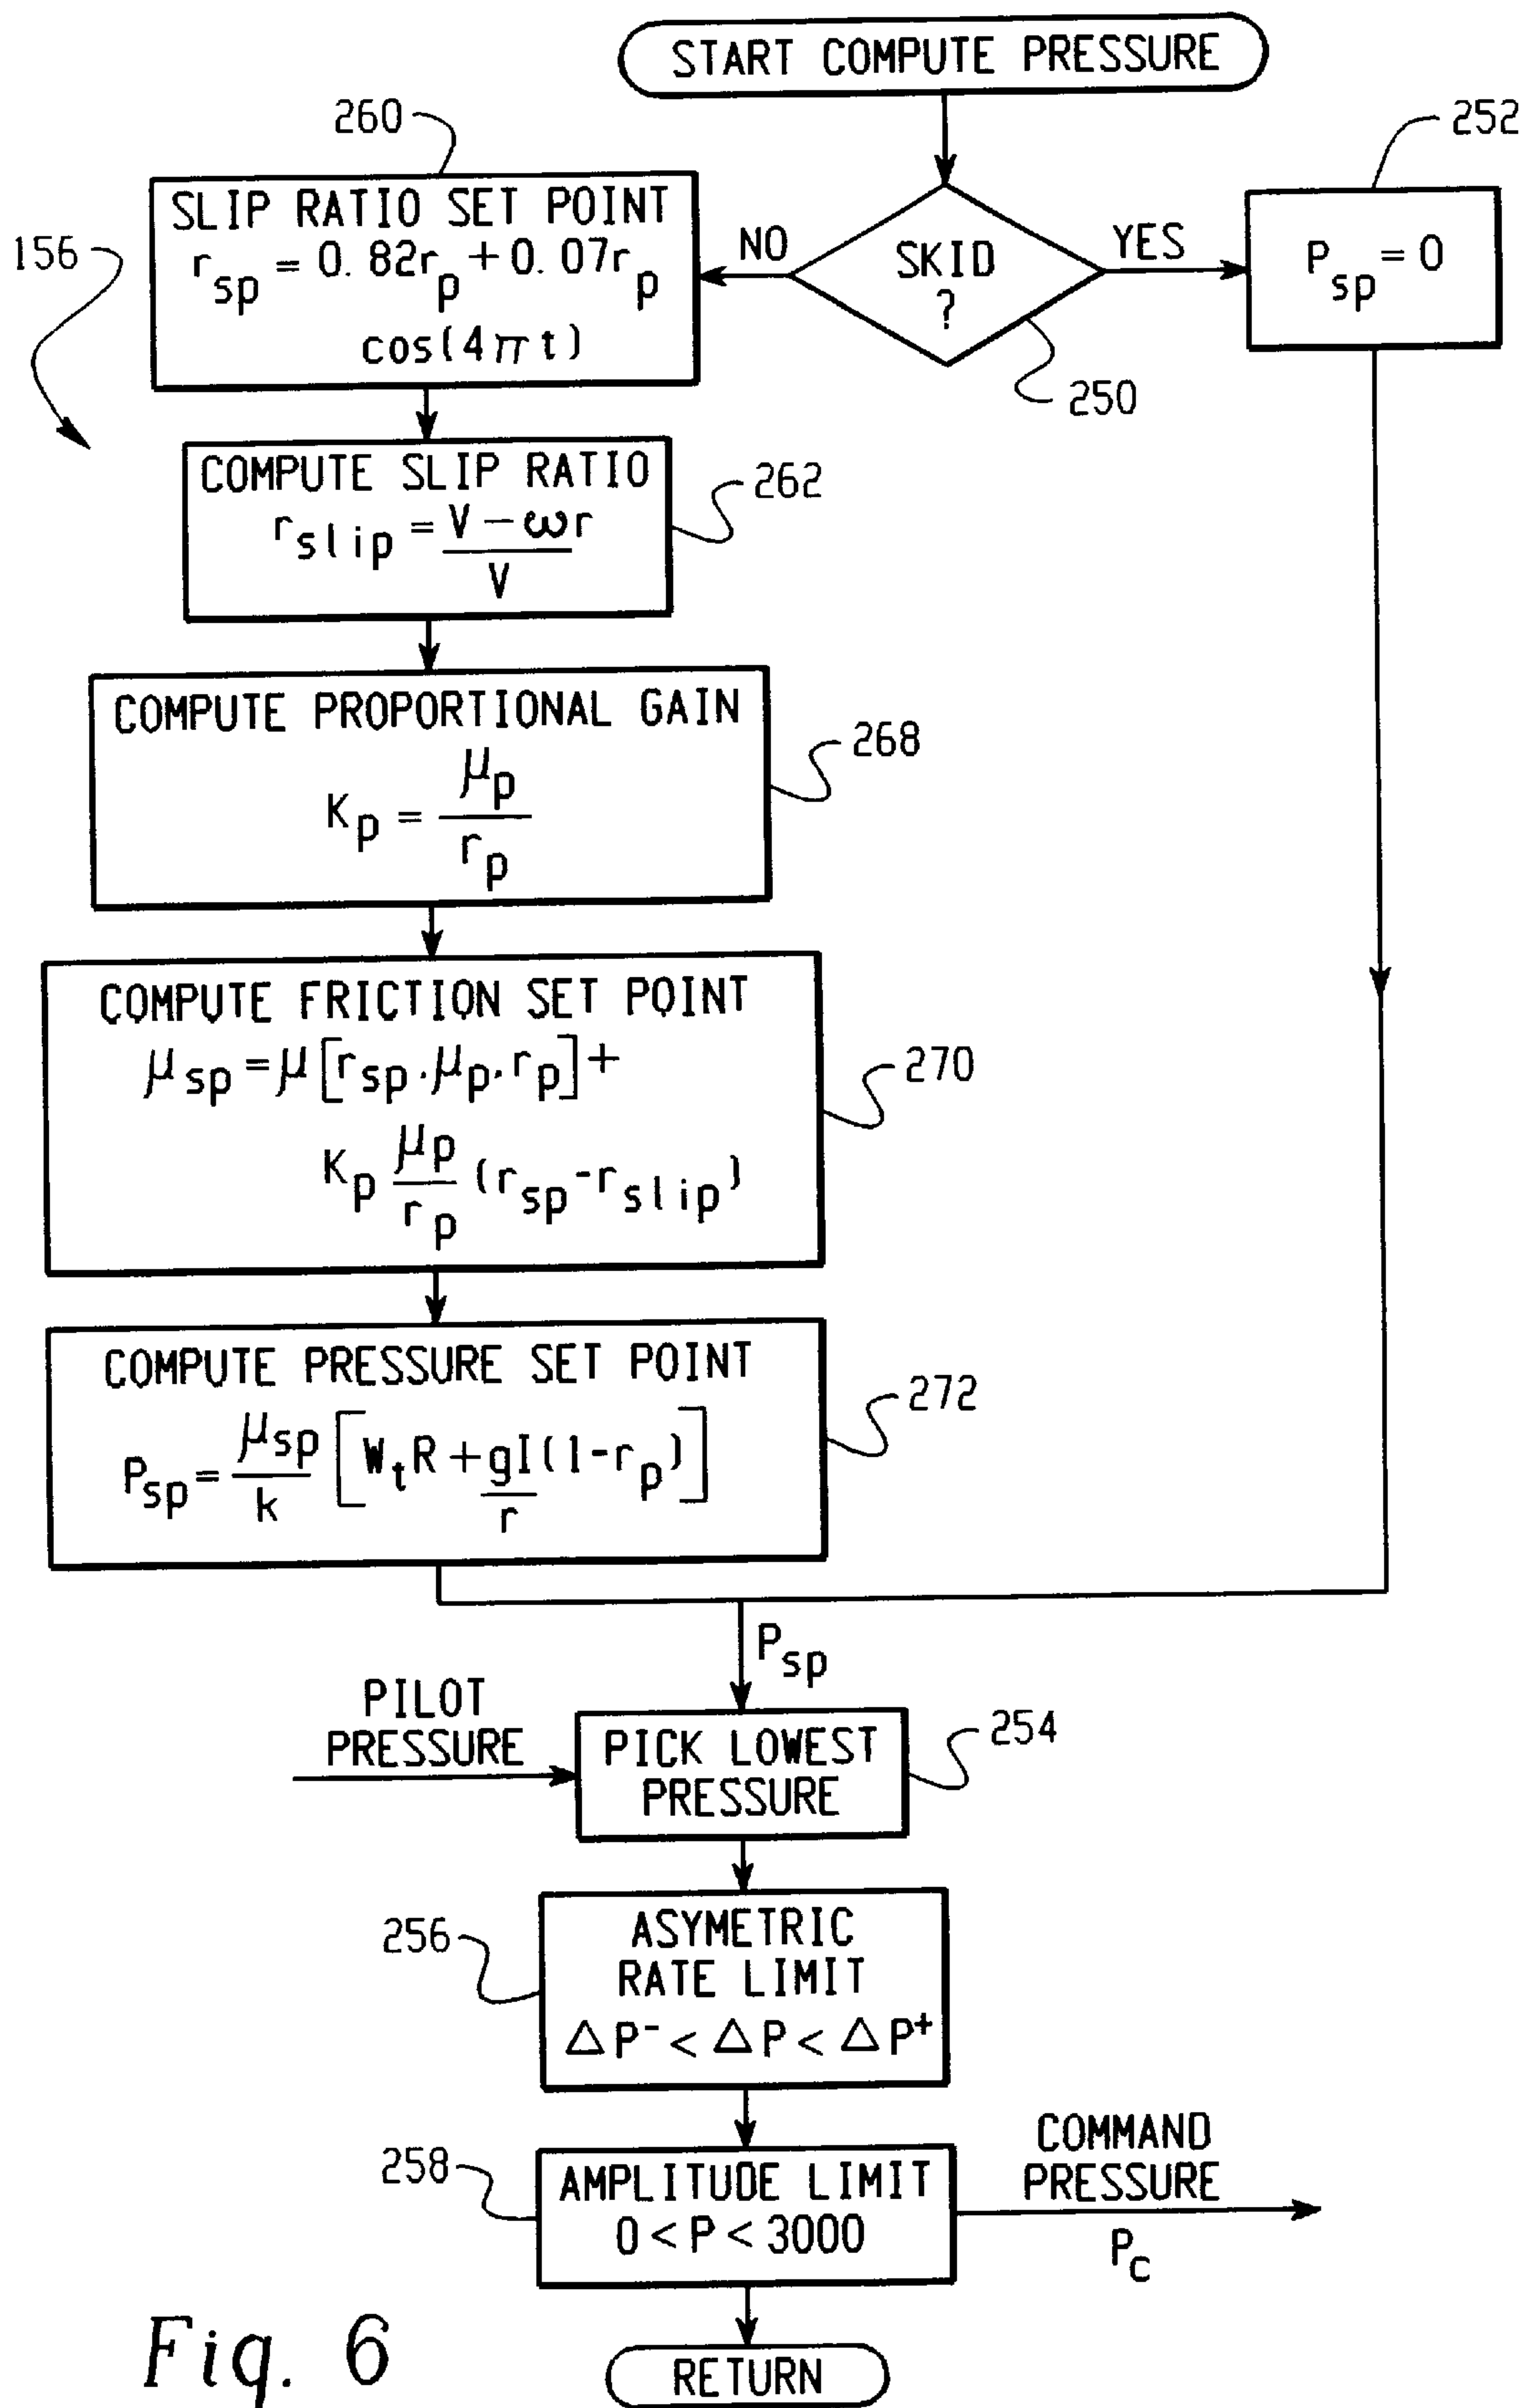 START COMPUTE PRESSURE
260
252
SLIP RATIO SET POINT
r_sp = 0.82r_p + 0.07r_p
cos(4πt)
156
NO
SKID
?
YES
P_sp = 0
250
COMPUTE SLIP RATIO
r_slip = V - ωr
V
262
COMPUTE PROPORTIONAL GAIN
K_p = μ_p
r_p
268
COMPUTE FRICTION SET POINT
μ_sp = μ[r_sp, μ_p, r_p] +
K_p μ_p (r_sp - r_slip)
r_p
270
COMPUTE PRESSURE SET POINT
P_sp = μ_sp [W_t R + gI (1 - r_p)]
k r
272
P_sp
PILOT
PRESSURE
PICK LOWEST
PRESSURE
254
256
ASYMETRIC
RATE LIMIT
△P⁻ < △P < △P⁺
258
AMPLITUDE LIMIT
0 < P < 3000
COMMAND
PRESSURE
P_c
RETURN
Fig. 6